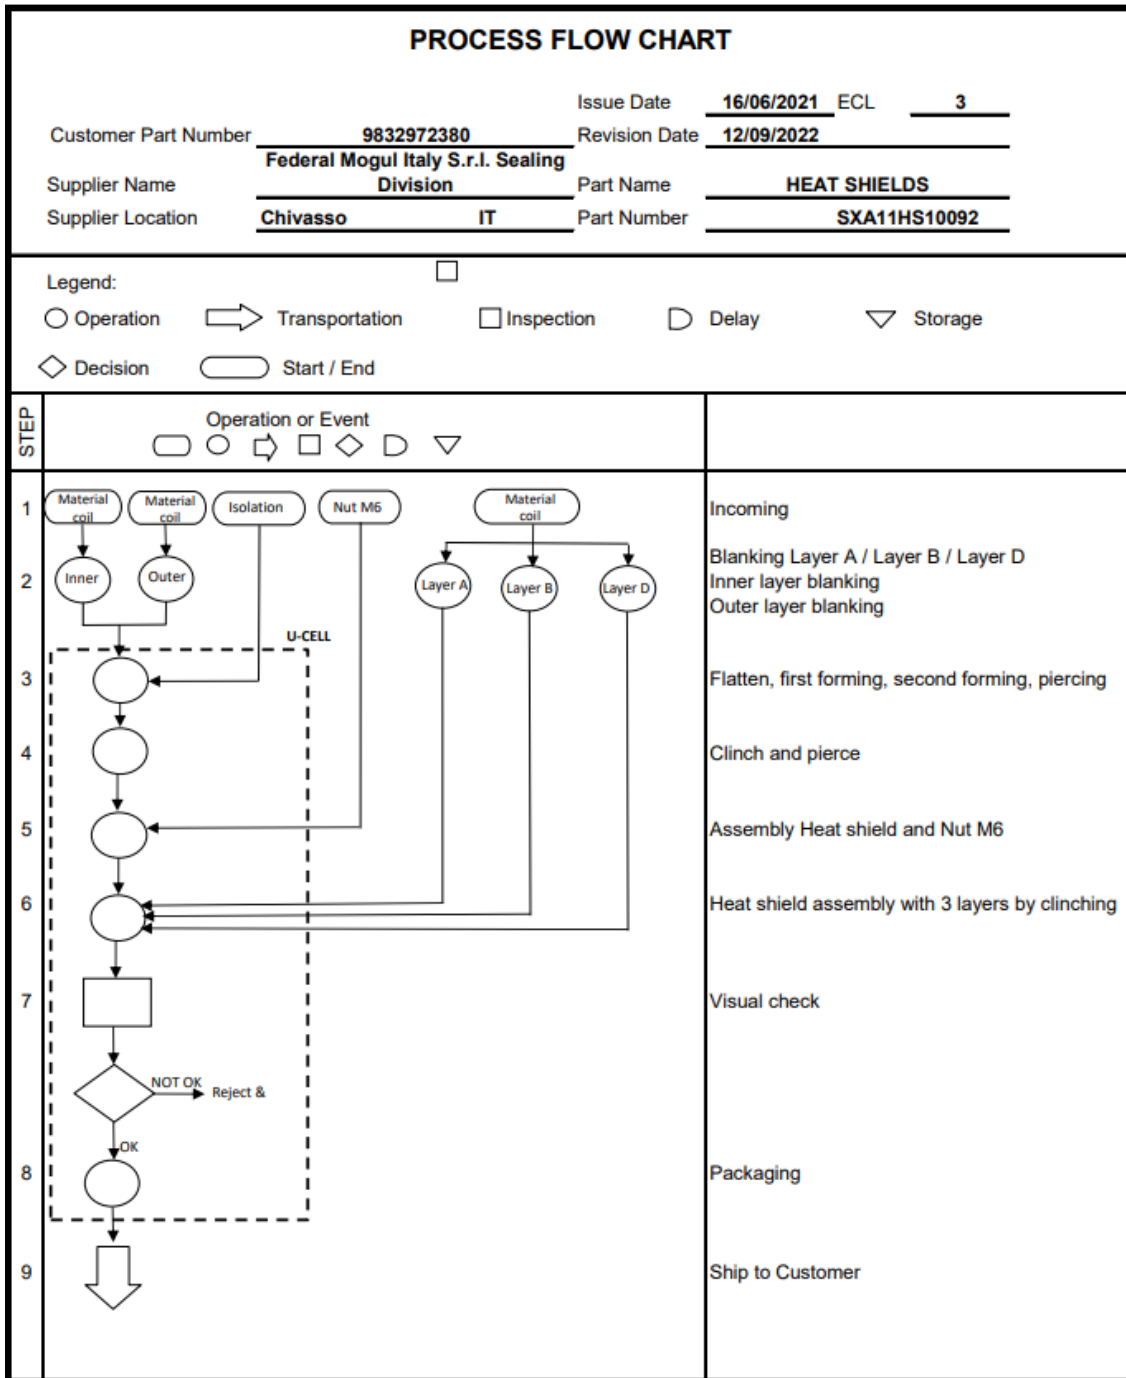 PROCESS FLOW CHART
Issue Date 16/06/2021 ECL 3
Customer Part Number 9832972380 Revision Date 12/09/2022
Federal Mogul Italy S.r.l. Sealing
Supplier Name Division Part Name HEAT SHIELDS
Supplier Location Chivasso IT Part Number SXA11HS10092
Legend:
Operation Transportation Inspection Delay Storage
Decision Start / End
STEP
Operation or Event
1 Material coil Material coil Isolation Nut M6 Material coil Incoming
Blanking Layer A / Layer B / Layer D
2 Inner Outer Layer A Layer B Layer D Inner layer blanking
Outer layer blanking
U-CELL
3 Flatten, first forming, second forming, piercing
4 Clinch and pierce
5 Assembly Heat shield and Nut M6
6 Heat shield assembly with 3 layers by clinching
7 Visual check
NOT OK Reject &
OK
8 Packaging
9 Ship to Customer